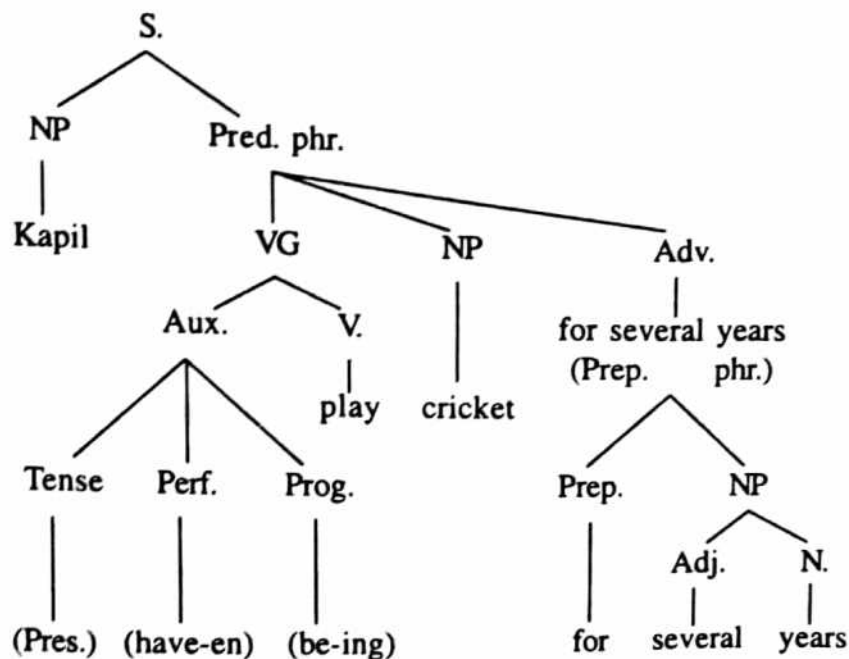 S.
NP Pred. phr.
Kapil VG NP Adv.
Aux. V. for several years
(Prep. phr.)
play cricket
Tense Perf. Prog. Prep. NP
Adj. N.
(Pres.) (have-en) (be-ing) for several years